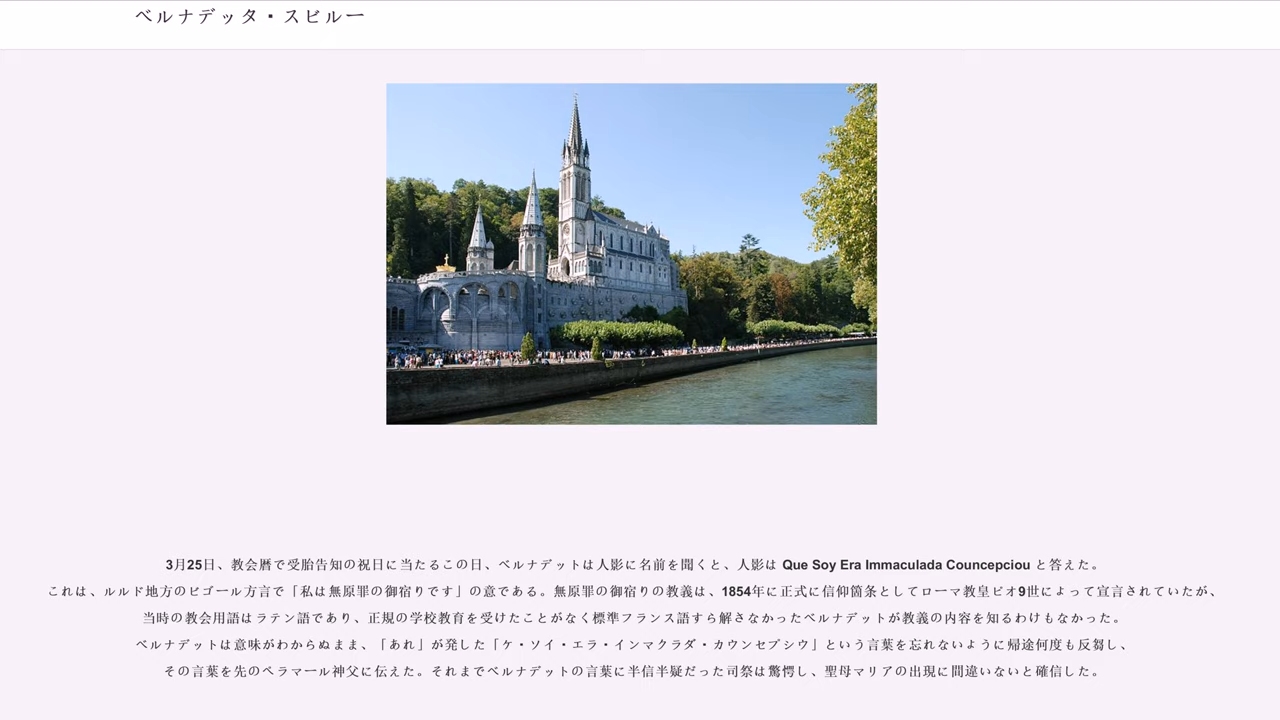 ベルナデッタ・スビルー
3月25日、教会暦で受胎告知の祝日に当たるこの日、ベルナデットは人影に名前を聞くと、人影は Que Soy Era Immaculada Councepciou と答えた。
これは、ルルド地方のビゴール方言で「私は無原罪の御宿りです」の意である。無原罪の御宿りの教義は、1854年に正式に信仰箇条としてローマ教皇ピオ9世によって宣言されていたが、
当時の教会用語はラテン語であり、正規の学校教育を受けたことがなく標準フランス語すら解さなかったベルナデットが教義の内容を知るわけもなかった。
ベルナデットは意味がわからぬまま、「あれ」が発した「ケ・ソイ・エラ・インマクラダ・カウンセプシウ」という言葉を忘れないように帰途何度も反芻し、
その言葉を先のペラマール神父に伝えた。それまでベルナデットの言葉に半信半疑だった司祭は驚愕し、聖母マリアの出現に間違いないと確信した。